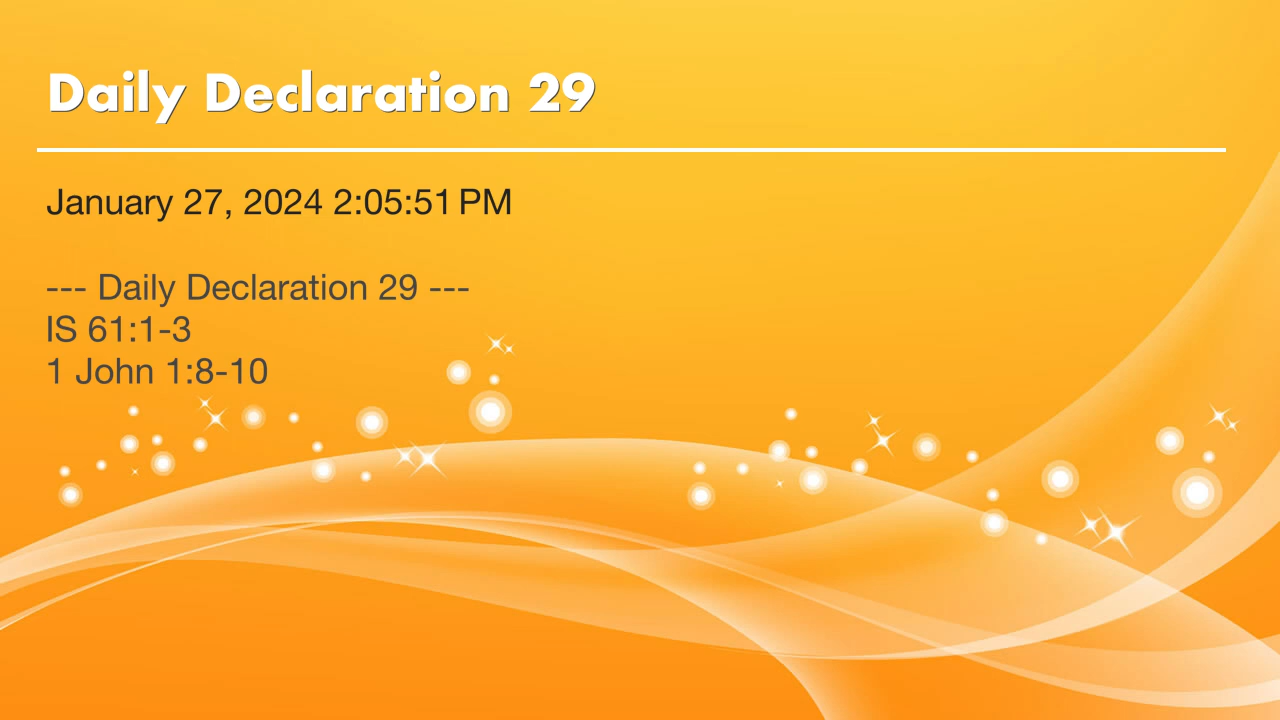 Daily Declaration 29
January 27, 2024 2:05:51 PM
--- Daily Declaration 29 ---
IS 61:1-3
1 John 1:8-10